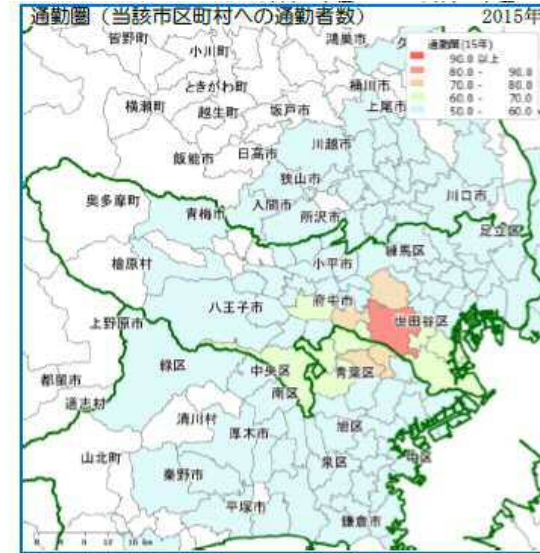 通勤圏（当該市区町村への通勤者数） 2015年
皆野町
小川町
鴻巣市
久
通勤圏(15年)
90.0 以上
80.0 - 90.0
70.0 - 80.0
60.0 - 70.0
50.0 - 60.0
ときがわ町
桶川市
横瀬町
越生町
坂戸市
上尾市
川越市
飯能市
日高市
狭山市
川口市
奥多摩町
青梅市
入間市
所沢市
足立区
檜原村
小平市
練馬区
八王子市
府中市
世田谷区
上野原市
緑区
中央区
青葉区
都留市
南区
道志村
清川村
厚木市
旭区
山北町
秦野市
泉区
中区
平塚市
鎌倉市